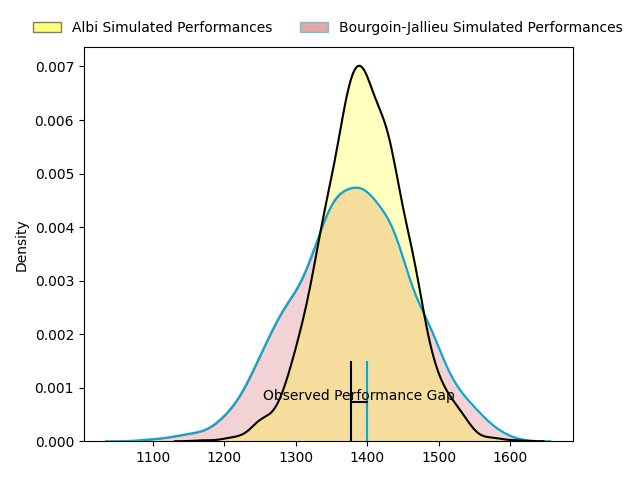 Albi Simulated Performances
Bourgoin-Jallieu Simulated Performances
0.007
0.006
0.005
0.004
0.003
0.002
0.001
0.000
Density
Observed Performance Gap
1100 1200 1300 1400 1500 1600